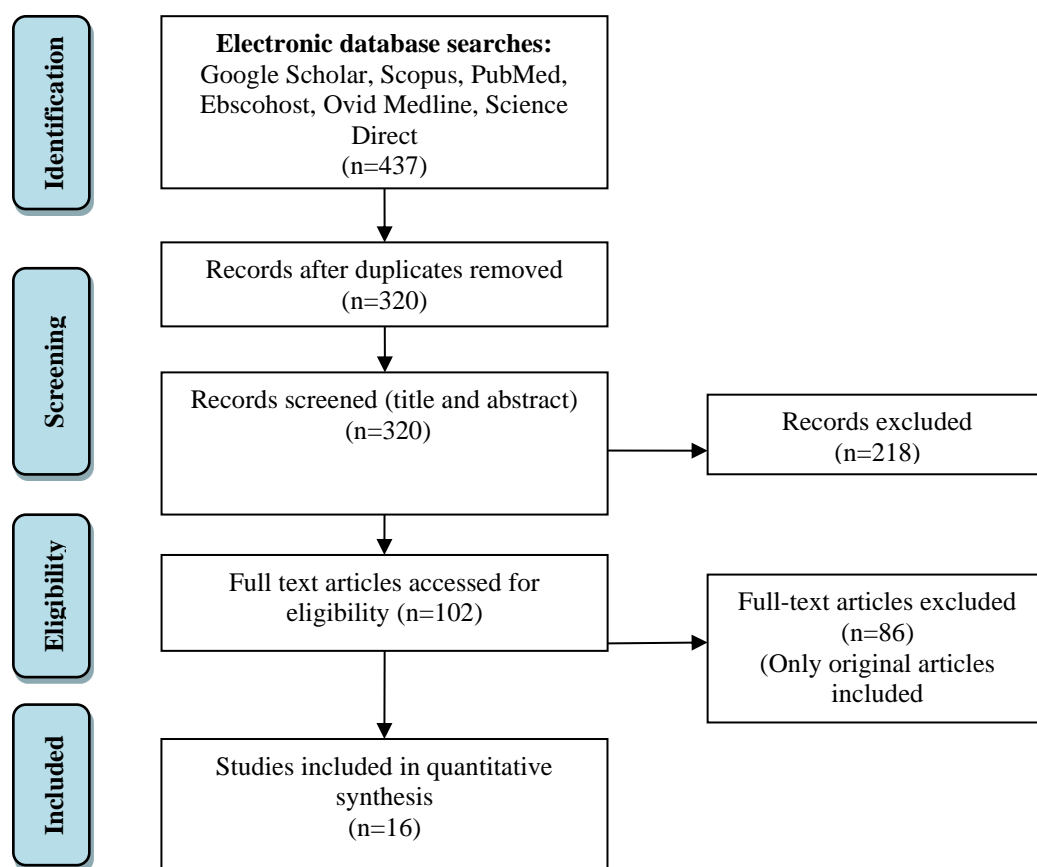 Identification
Electronic database searches:
Google Scholar, Scopus, PubMed,
Ebscohost, Ovid Medline, Science
Direct
(n=437)
Records after duplicates removed
(n=320)
Screening
Records screened (title and abstract)
(n=320)
Records excluded
(n=218)
Eligibility
Full text articles accessed for
eligibility (n=102)
Full-text articles excluded
(n=86)
(Only original articles
included
Included
Studies included in quantitative
synthesis
(n=16)